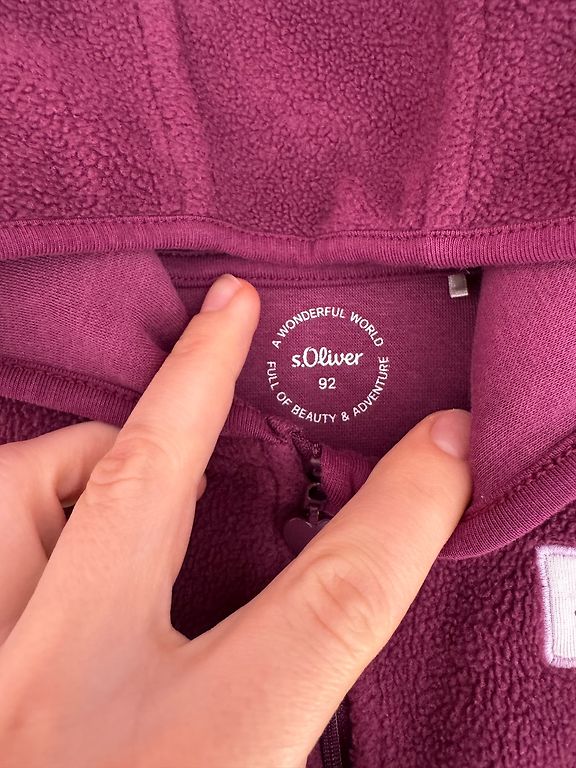 A WONDERFUL WORLD
s.Oliver
92
FULL OF BEAUTY & ADVENTURE